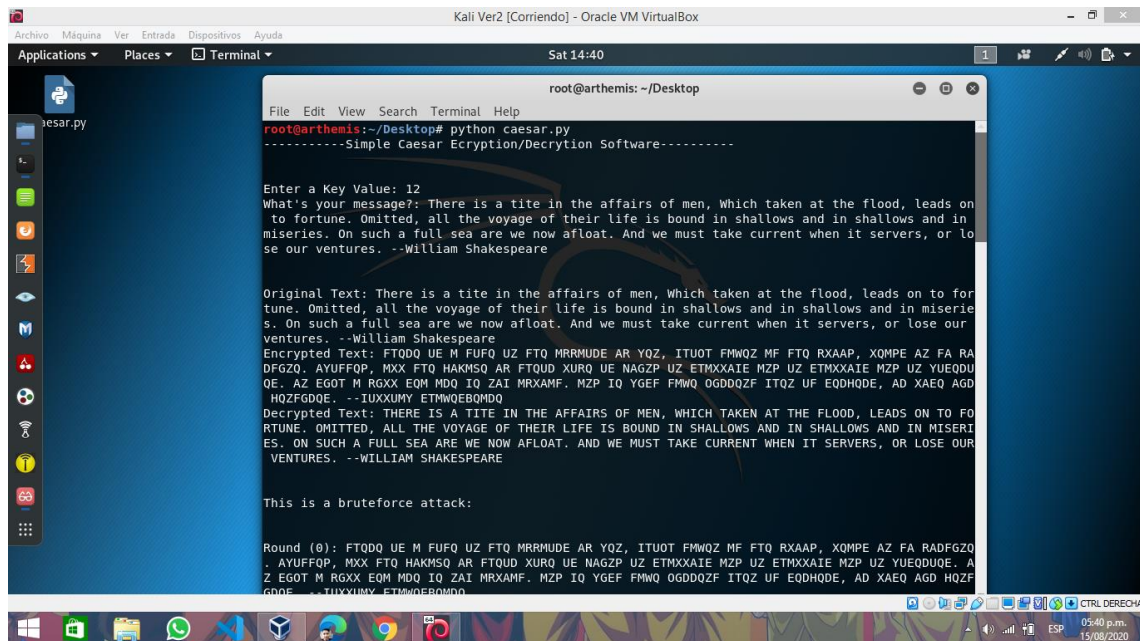 Kali Ver2 [Corriendo] - Oracle VM VirtualBox
Archivo Máquina Ver Entrada Dispositivos Ayuda
Applications Places Terminal Sat 14:40 1
aesar.py
root@arthemis: ~/Desktop
File Edit View Search Terminal Help
root@arthemis:~/Desktop# python caesar.py
-----------Simple Caesar Ecryption/Decrytion Software----------
Enter a Key Value: 12
What's your message?: There is a tite in the affairs of men, Which taken at the flood, leads on
to fortune. Omitted, all the voyage of their life is bound in shallows and in shallows and in
miseries. On such a full sea are we now afloat. And we must take current when it servers, or lo
se our ventures. --William Shakespeare
Original Text: There is a tite in the affairs of men, Which taken at the flood, leads on to for
tune. Omitted, all the voyage of their life is bound in shallows and in shallows and in miserie
s. On such a full sea are we now afloat. And we must take current when it servers, or lose our
ventures. --William Shakespeare
Encrypted Text: FTQDQ UE M FUFQ UZ FTQ MRRMUDE AR YQZ, ITUOT FMWQZ MF FTQ RXAAP, XQMPE AZ FA RA
DFGZQ. AYUFFQP, MXX FTQ HAKMSQ AR FTQUD XURQ UE NAGZP UZ ETMXXAIE MZP UZ ETMXXAIE MZP UZ YUEQDU
QE. AZ EGOT M RGXX EQM MDQ IQ ZAI MRXAMF. MZP IQ YGEF FMWQ OGDDQZF ITQZ UF EQDHQDE, AD XAEQ AGD
HQZFGDQE. --IUXXUMY ETMWQEBQMDQ
Decrypted Text: THERE IS A TITE IN THE AFFAIRS OF MEN, WHICH TAKEN AT THE FLOOD, LEADS ON TO FO
RTUNE. OMITTED, ALL THE VOYAGE OF THEIR LIFE IS BOUND IN SHALLOWS AND IN SHALLOWS AND IN MISERI
ES. ON SUCH A FULL SEA ARE WE NOW AFLOAT. AND WE MUST TAKE CURRENT WHEN IT SERVERS, OR LOSE OUR
VENTURES. --WILLIAM SHAKESPEARE
This is a bruteforce attack:
Round (0): FTQDQ UE M FUFQ UZ FTQ MRRMUDE AR YQZ, ITUOT FMWQZ MF FTQ RXAAP, XQMPE AZ FA RADFGZQ
. AYUFFQP, MXX FTQ HAKMSQ AR FTQUD XURQ UE NAGZP UZ ETMXXAIE MZP UZ ETMXXAIE MZP UZ YUEQDUQE. A
Z EGOT M RGXX EQM MDQ IQ ZAI MRXAMF. MZP IQ YGEF FMWQ OGDDQZF ITQZ UF EQDHQDE, AD XAEQ AGD HQZF
GDQE. --IUXXUMY ETMWQEBQMDQ
CTRL DERECHA
ESP
05:40 p.m.
15/08/2020